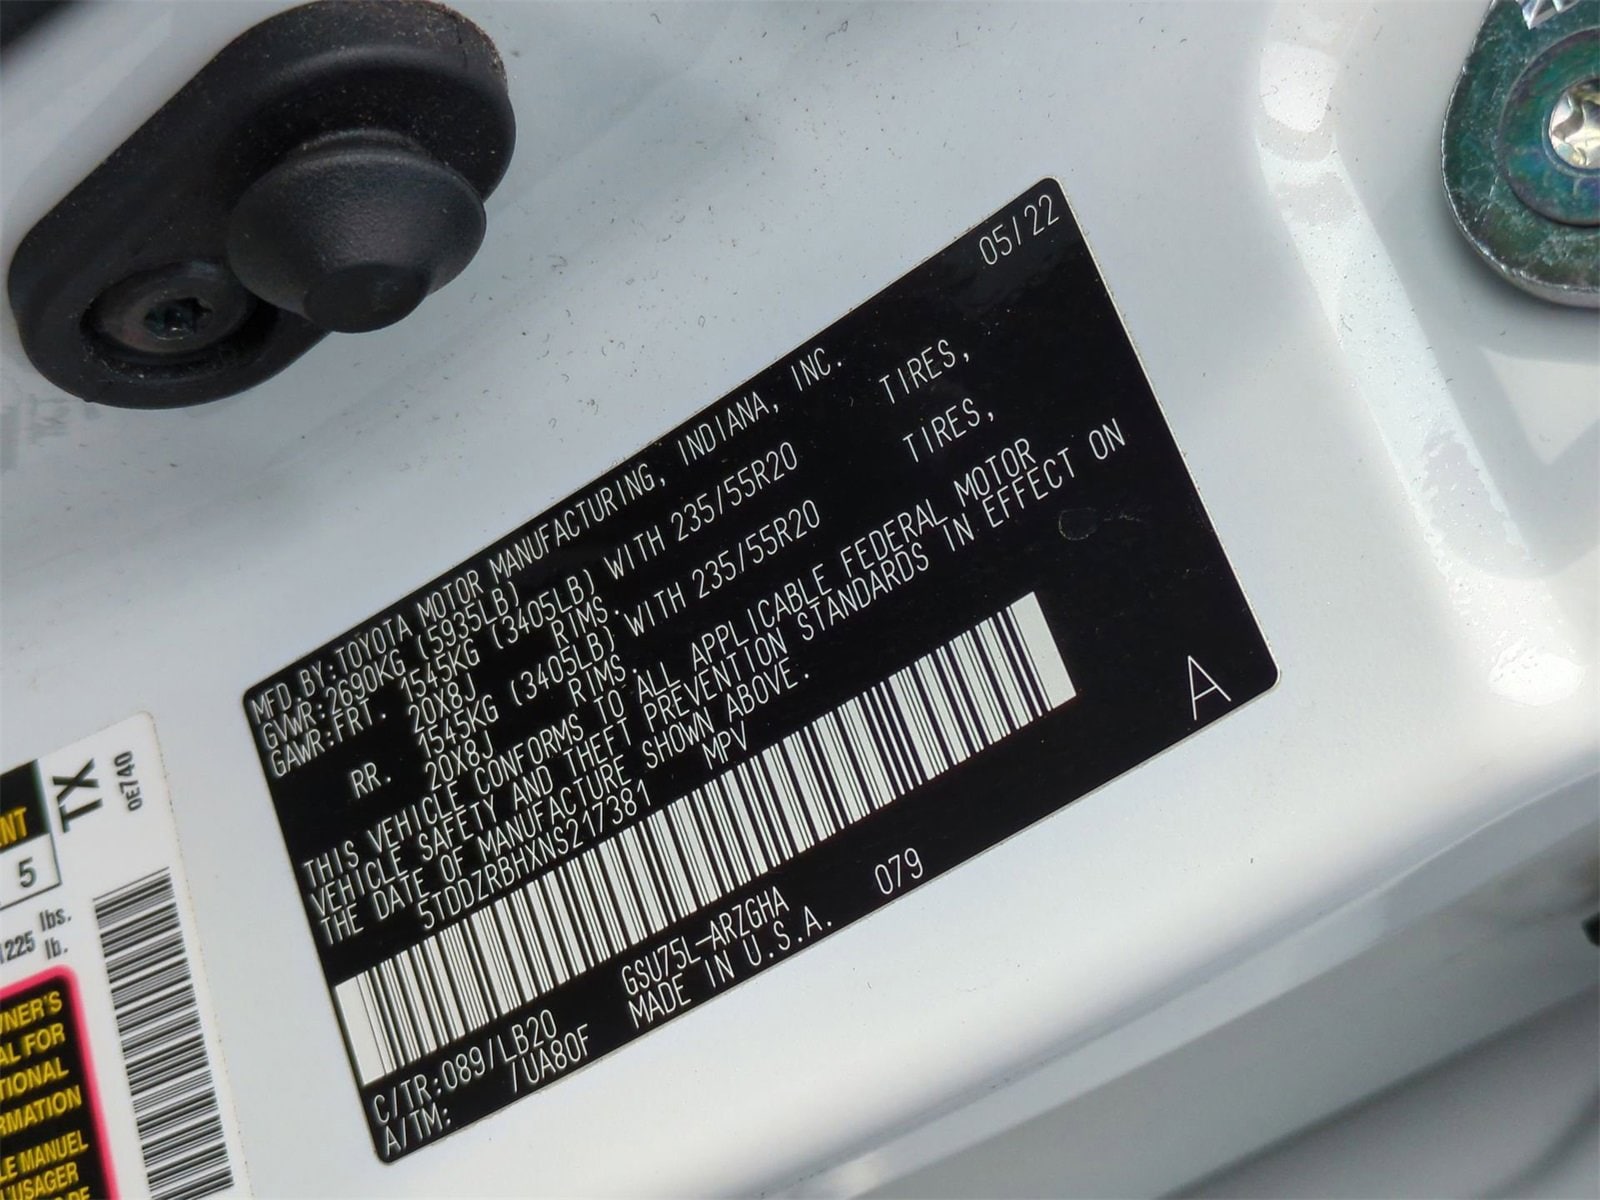 05/22
MFD.BY:TOYOTA MOTOR MANUFACTURING, INDIANA, INC.
GVWR:2690KG (5935LB)
GAWR:FRT. 1545KG (3405LB) WITH 235/55R20 TIRES,
20X8J RIMS.
RR. 1545KG (3405LB) WITH 235/55R20 TIRES,
20X8J RIMS.
THIS VEHICLE CONFORMS TO ALL APPLICABLE FEDERAL MOTOR
VEHICLE SAFETY AND THEFT PREVENTION STANDARDS IN EFFECT ON
THE DATE OF MANUFACTURE SHOWN ABOVE.
5TDDZRBHXNS217381 MPV
A
079
C/TR:089/LB20 GSU75L-ARZGHA
A/TM: /UA80F MADE IN U.S.A.
TX
0E740
5
lbs.
1225 lb.
MANUEL